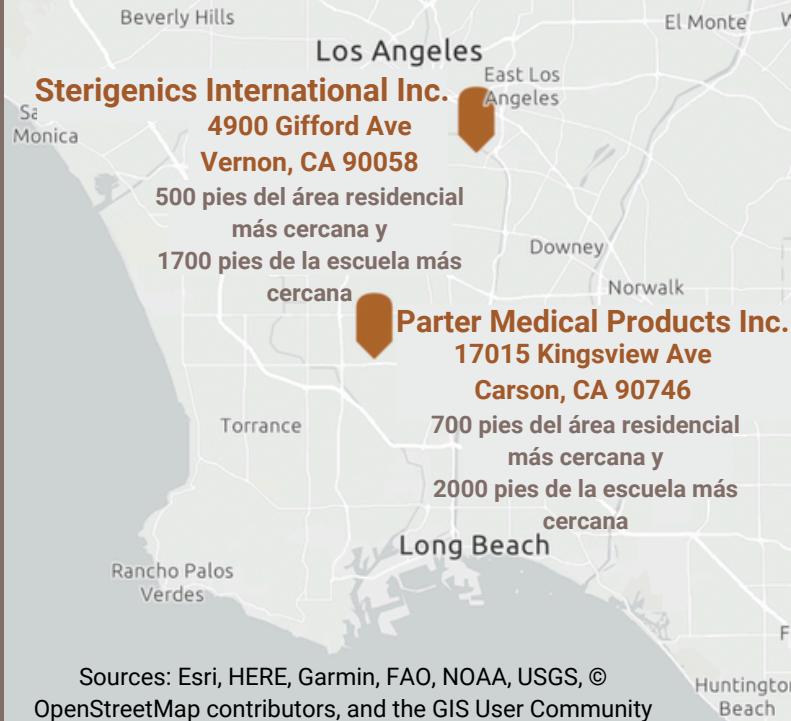 Beverly Hills
El Monte
Los Angeles
East Los
Angeles
Sterigenics International Inc.
4900 Gifford Ave
Vernon, CA 90058
Sa
Monica
500 pies del área residencial
más cercana y
1700 pies de la escuela más
cercana
Downey
Norwalk
Parter Medical Products Inc.
17015 Kingsview Ave
Carson, CA 90746
700 pies del área residencial
más cercana y
2000 pies de la escuela más
cercana
Torrance
Long Beach
Rancho Palos
Verdes
Sources: Esri, HERE, Garmin, FAO, NOAA, USGS, ©
OpenStreetMap contributors, and the GIS User Community
Huntingto
Beach